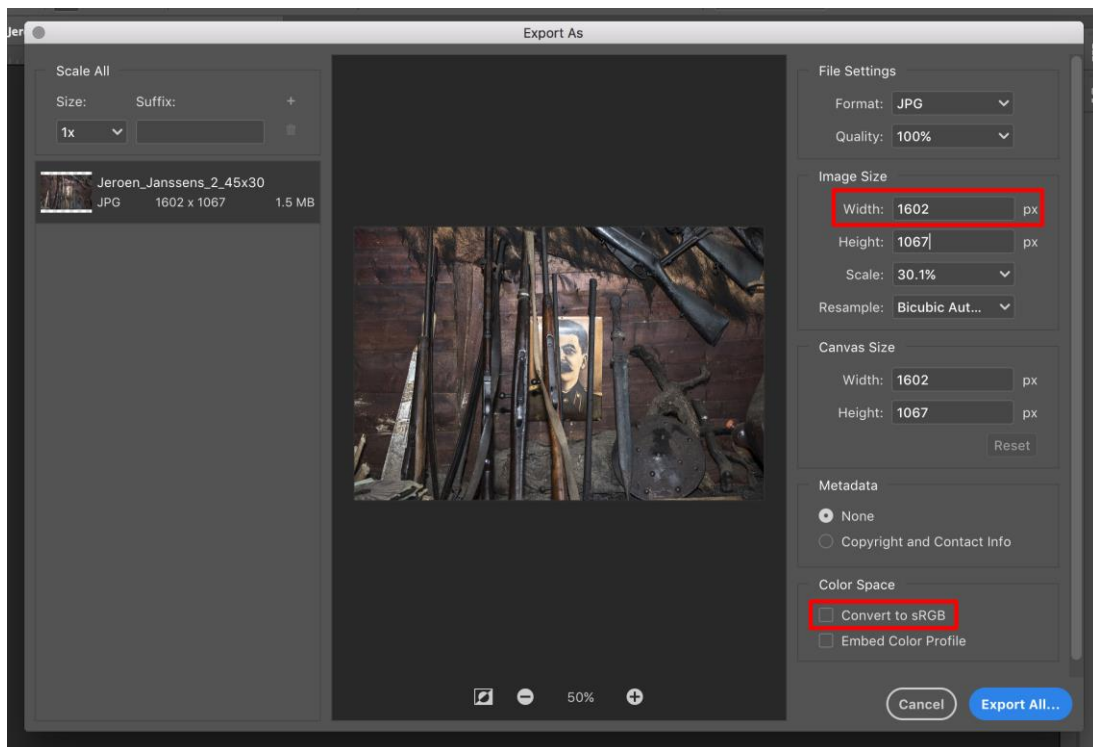 Jer
Export As
Scale All
Size: Suffix: +
1x
Jeroen_Janssens_2_45x30
JPG 1602 x 1067 1.5 MB
50%
File Settings
Format: JPG
Quality: 100%
Image Size
Width: 1602 px
Height: 1067 px
Scale: 30.1%
Resample: Bicubic Aut...
Canvas Size
Width: 1602 px
Height: 1067 px
Reset
Metadata
None
Copyright and Contact Info
Color Space
Convert to sRGB
Embed Color Profile
Cancel Export All...